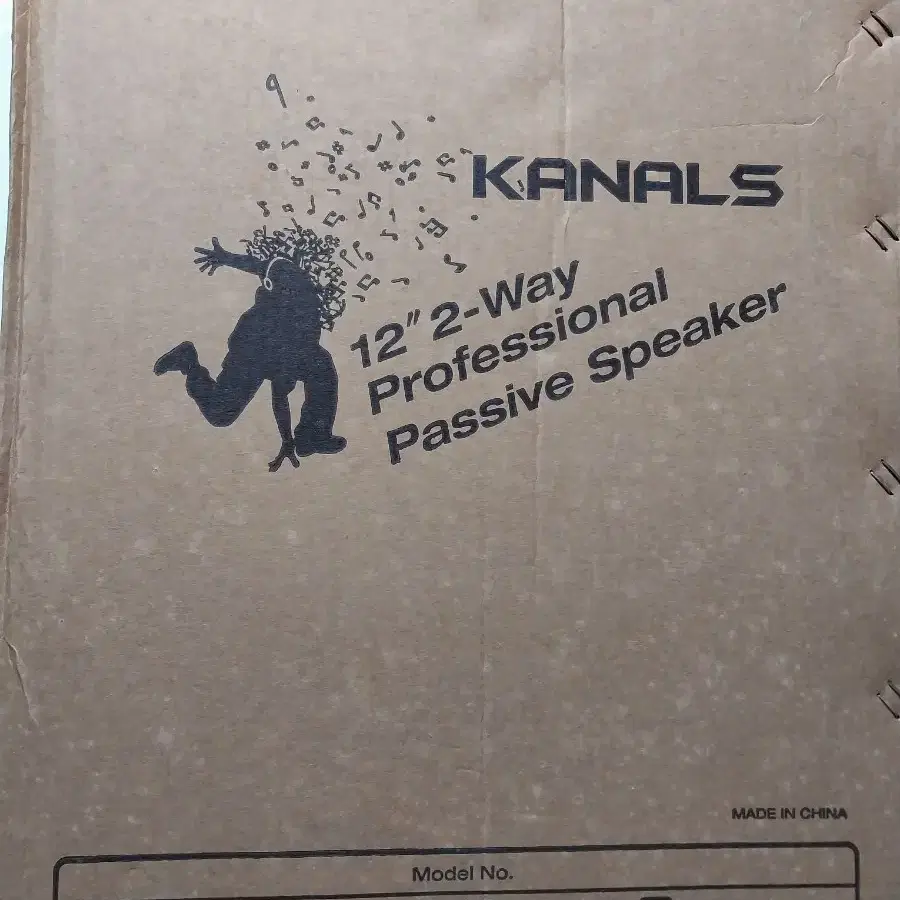 KANALS
12" 2-Way
Professional
Passive Speaker
MADE IN CHINA
Model No.